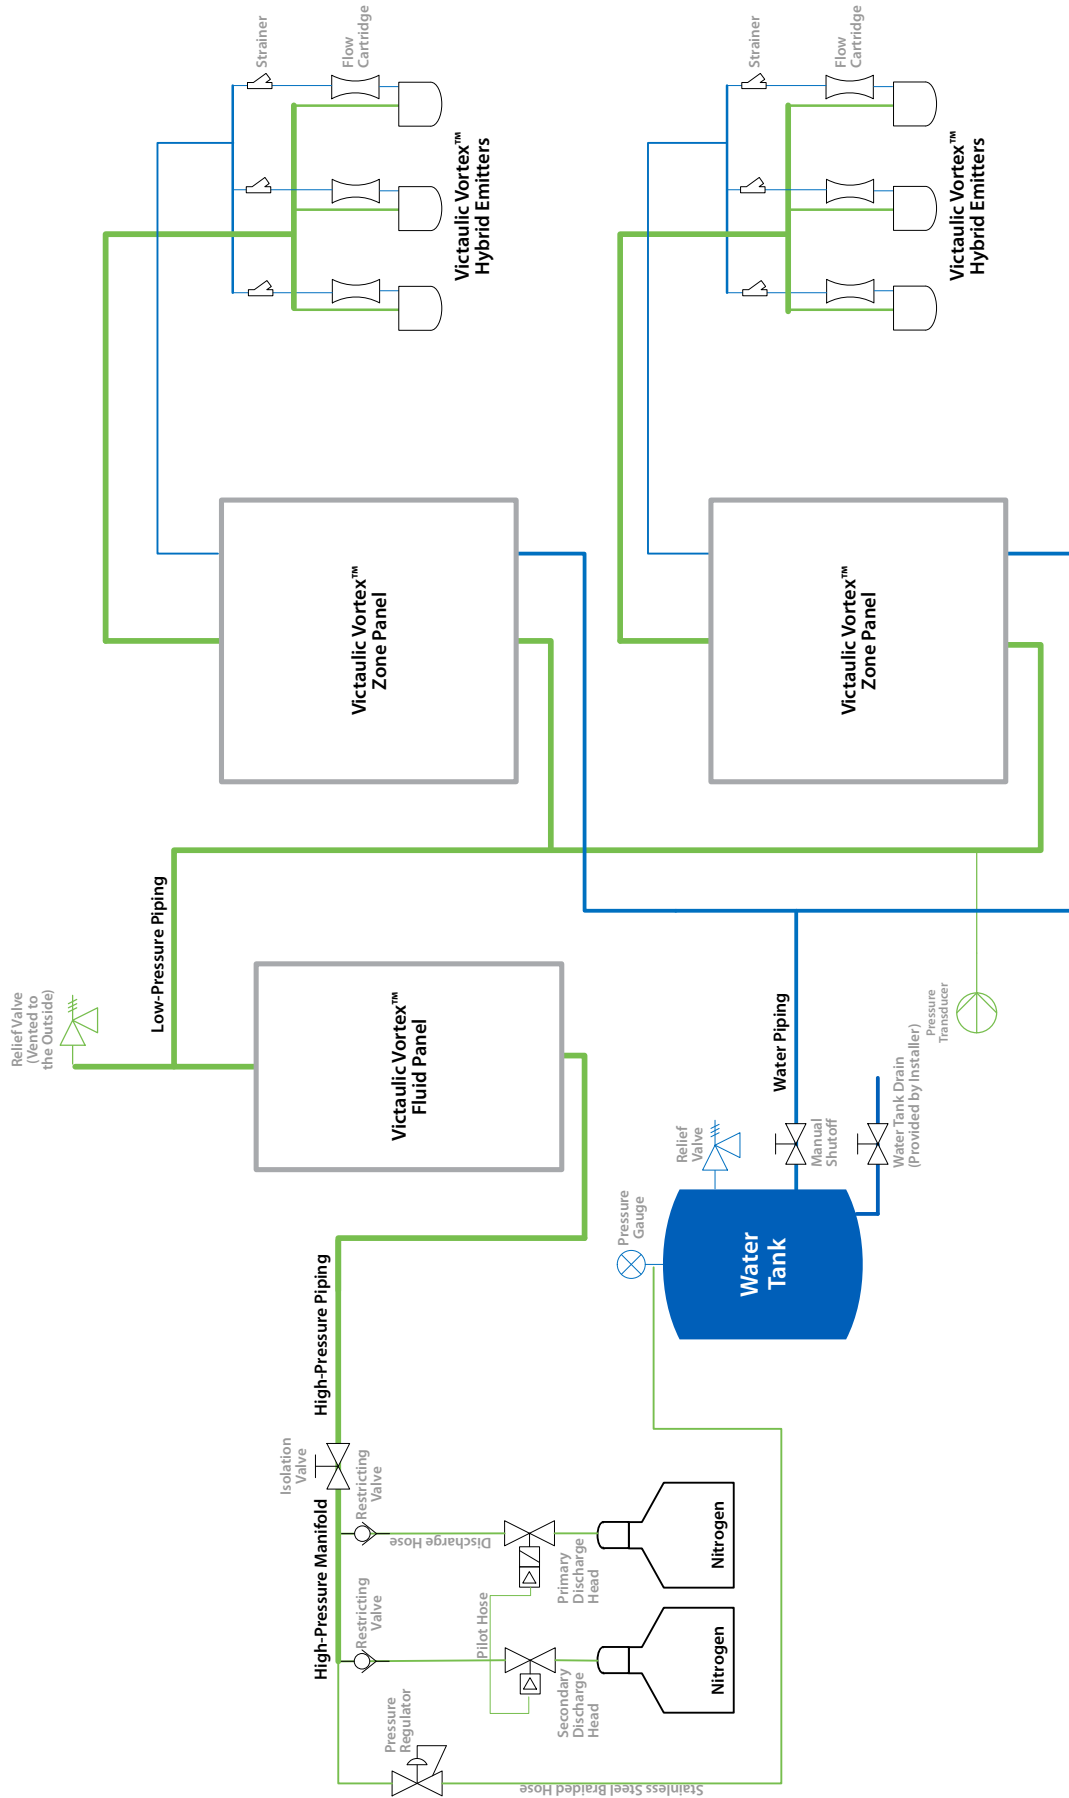 Strainer
Flow
Cartridge
Victaulic Vortex™
Hybrid Emitters
Strainer
Flow
Cartridge
Victaulic Vortex™
Hybrid Emitters
Victaulic Vortex™
Zone Panel
Victaulic Vortex™
Zone Panel
Relief Valve
(Vented to
the Outside)
Low-Pressure Piping
Victaulic Vortex™
Fluid Panel
Water Piping
Pressure
Transducer
Relief
Valve
Manual
Shutoff
Water Tank Drain
(Provided by Installer)
Pressure
Gauge
Water
Tank
High-Pressure Piping
Isolation
Valve
High-Pressure Manifold
Restricting
Valve
Discharge Hose
Primary
Discharge
Head
Nitrogen
Restricting
Valve
Pilot Hose
Secondary
Discharge
Head
Nitrogen
Pressure
Regulator
Stainless Steel Braided Hose